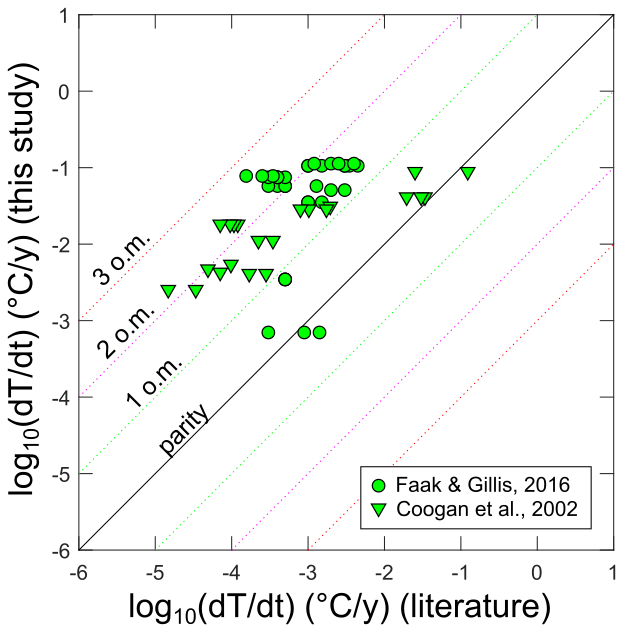 1
0
-1
-2
-3
-4
-5
-6
log10(dT/dt) (°C/y) (this study)
3 o.m.
2 o.m.
1 o.m.
parity
Faak & Gillis, 2016
Coogan et al., 2002
-6 -5 -4 -3 -2 -1 0 1
log10(dT/dt) (°C/y) (literature)